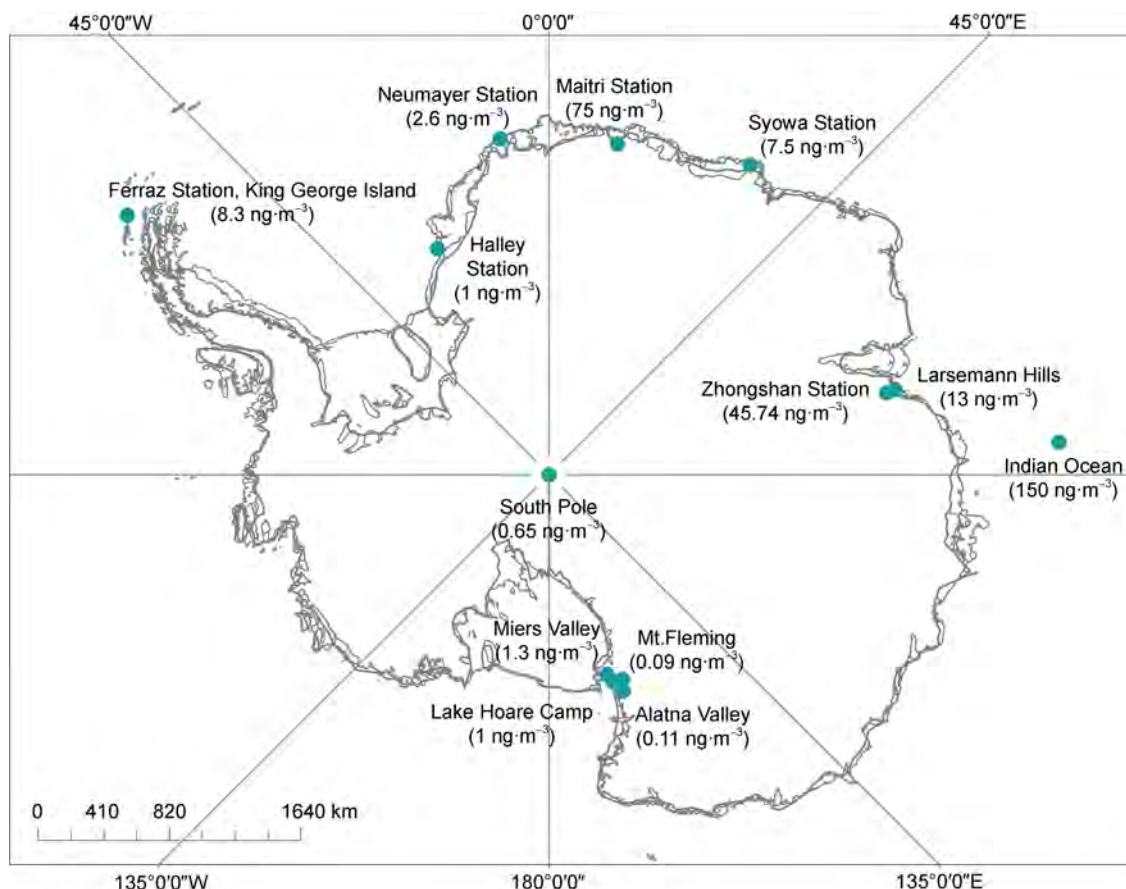 45°0′0″W
0°0′0″
45°0′0″E
Neumayer Station
(2.6 ng·m⁻³)
Maitri Station
(75 ng·m⁻³)
Syowa Station
(7.5 ng·m⁻³)
Ferraz Station, King George Island
(8.3 ng·m⁻³)
Halley
Station
(1 ng·m⁻³)
Zhongshan Station
(45.74 ng·m⁻³)
Larsemann Hills
(13 ng·m⁻³)
Indian Ocean
(150 ng·m⁻³)
South Pole
(0.65 ng·m⁻³)
Miers Valley
(1.3 ng·m⁻³)
Mt.Fleming
(0.09 ng·m⁻³)
Lake Hoare Camp
(1 ng·m⁻³)
Alatna Valley
(0.11 ng·m⁻³)
0 410 820 1640 km
135°0′0″W
180°0′0″
135°0′0″E